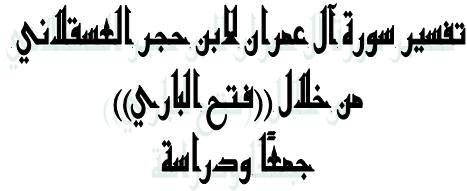 تفسير سورة آل عمران لابن حجر العسقلاني
من خلال ((فتح الباري))
جمعًا ودراسة